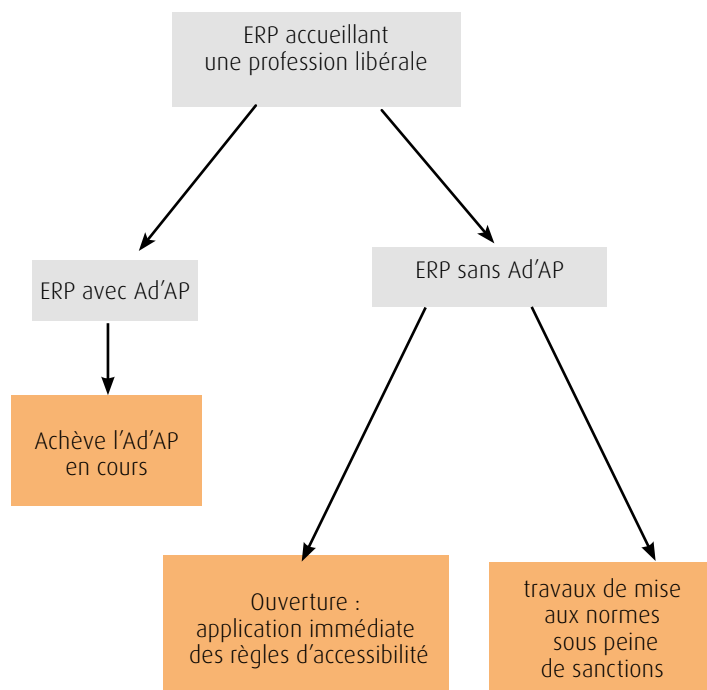 ERP accueillant
une profession libérale
ERP avec Ad’AP
ERP sans Ad’AP
Achève l’Ad’AP
en cours
Ouverture :
application immédiate
des règles d’accessibilité
travaux de mise
aux normes
sous peine
de sanctions